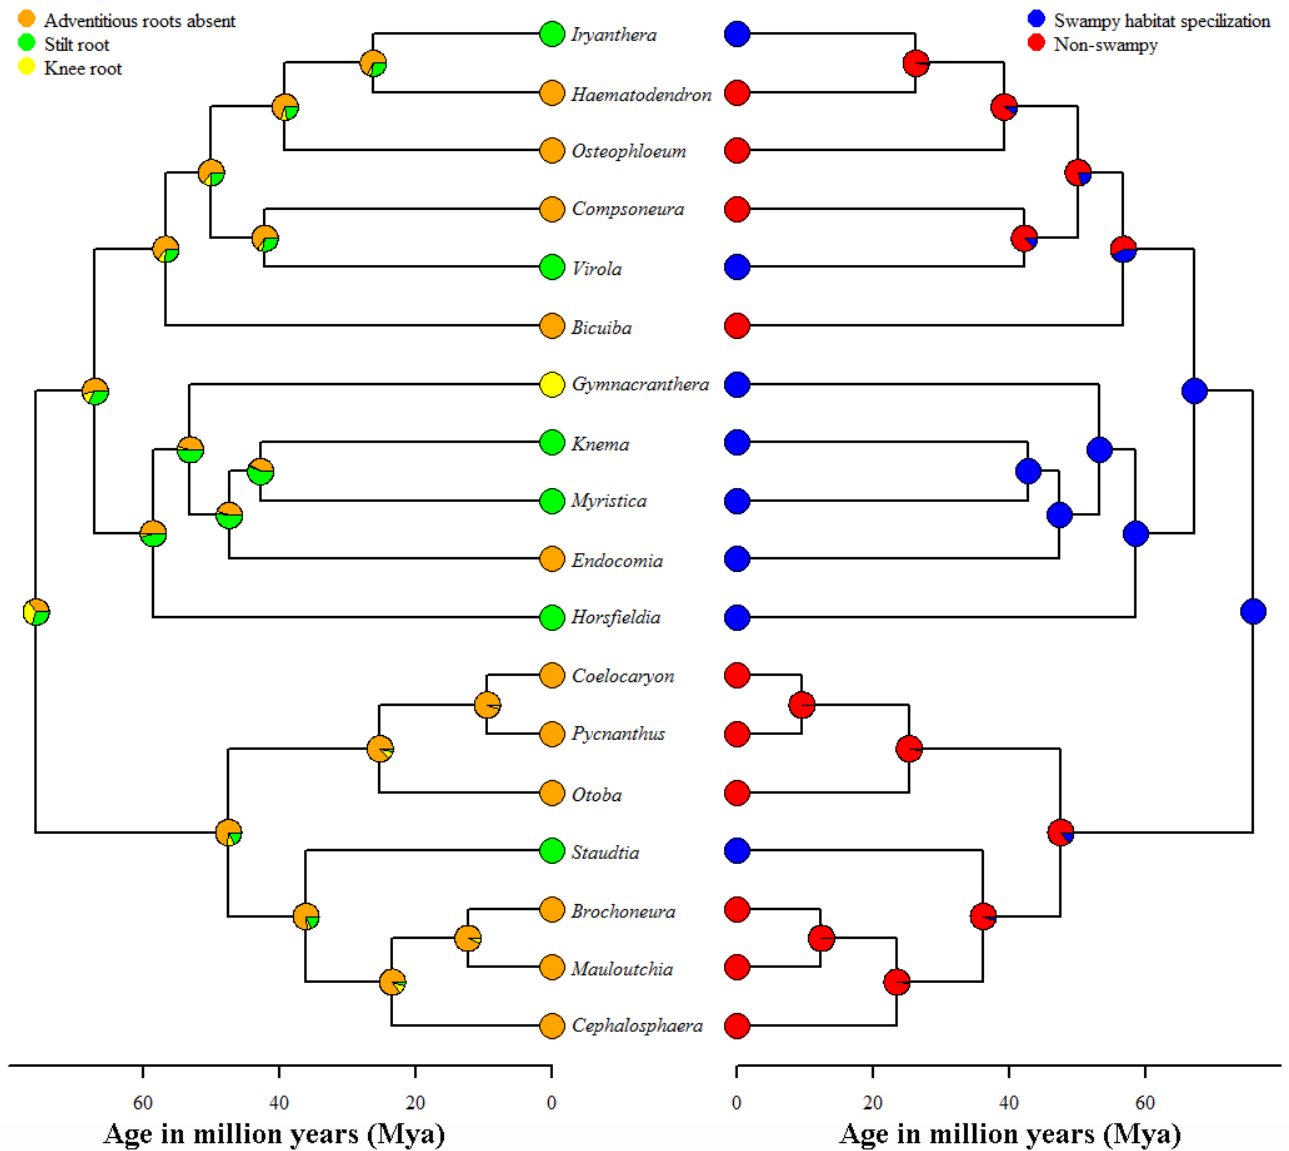 Adventitious roots absent
Stilt root
Knee root
Swampy habitat specilization
Non-swampy
Iryanthera
Haematodendron
Osteophloeum
Compsoneura
Virola
Bicuiba
Gymnacranthera
Knema
Myristica
Endocomia
Horsfieldia
Coelocaryon
Pycnanthus
Otoba
Staudtia
Brochoneura
Mauloutchia
Cephalosphaera
60 40 20 0
Age in million years (Mya)
0 20 40 60
Age in million years (Mya)